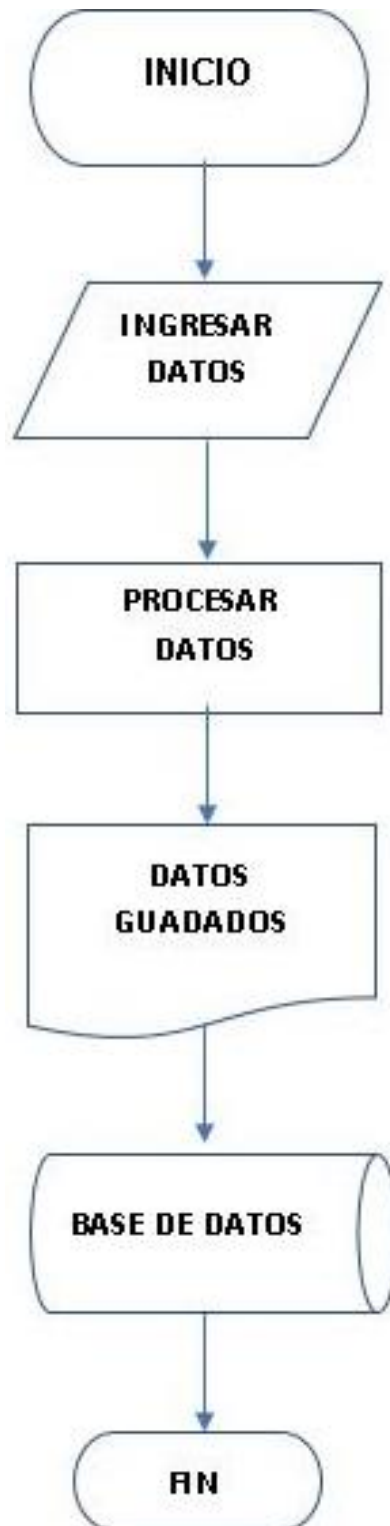 INICIO
INGRESAR
DATOS
PROCESAR
DATOS
DATOS
GUADADOS
BASE DE DATOS
FIN